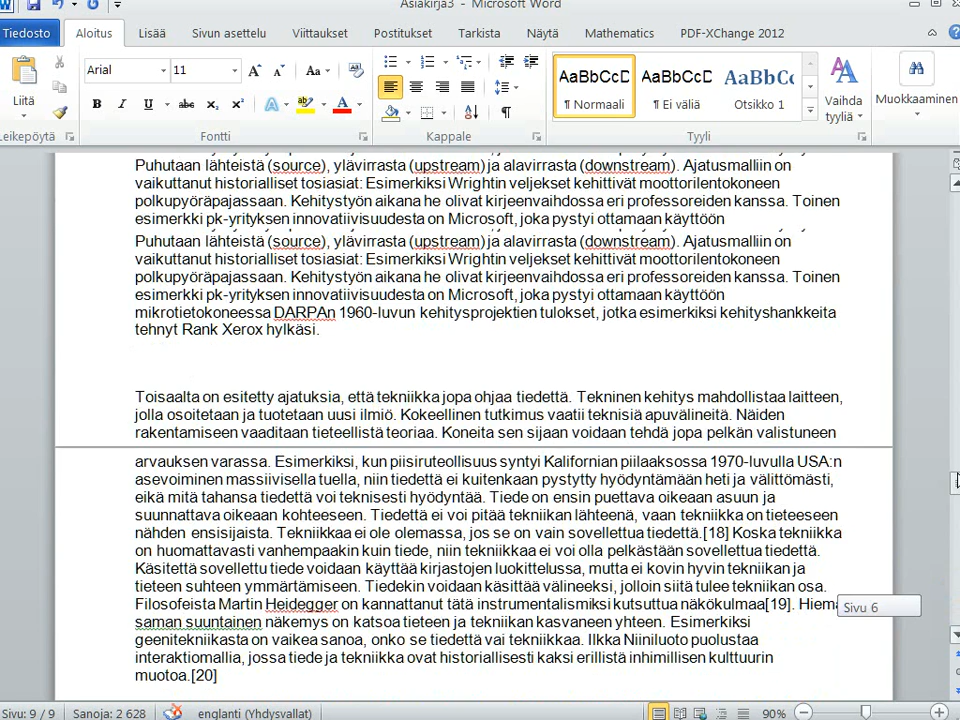 Asiakirja3 - Microsoft Word
Tiedosto Aloitus Lisää Sivun asettelu Viittaukset Postitukset Tarkista Näytä Mathematics PDF-XChange 2012
Liitä
Arial 11
Aa
B I U abc X₂ X² A ab A
AaBbCcD AaBbCcD AaBbCc
¶ Normaali ¶ Ei väliä Otsikko 1
Vaihda tyyliä
Muokkaaminen
Leikepöytä Fontti Kappale Tyyli
Puhutaan lähteistä (source), ylävirrasta (upstream) ja alavirrasta (downstream). Ajatusmalliin on
vaikuttanut historialliset tosiasiat: Esimerkiksi Wrightin veljekset kehittivät moottorilentokoneen
polkupyöräpajassaan. Kehitystyön aikana he olivat kirjeenvaihdossa eri professoreiden kanssa. Toinen
esimerkki pk-yrityksen innovatiivisuudesta on Microsoft, joka pystyi ottamaan käyttöön
Puhutaan lähteistä (source), ylävirrasta (upstream) ja alavirrasta (downstream). Ajatusmalliin on
vaikuttanut historialliset tosiasiat: Esimerkiksi Wrightin veljekset kehittivät moottorilentokoneen
polkupyöräpajassaan. Kehitystyön aikana he olivat kirjeenvaihdossa eri professoreiden kanssa. Toinen
esimerkki pk-yrityksen innovatiivisuudesta on Microsoft, joka pystyi ottamaan käyttöön
mikrotietokoneessa DARPAn 1960-luvun kehitysprojektien tulokset, jotka esimerkiksi kehityshankkeita
tehnyt Rank Xerox hylkäsi.
Toisaalta on esitetty ajatuksia, että tekniikka jopa ohjaa tiedettä. Tekninen kehitys mahdollistaa laitteen,
jolla osoitetaan ja tuotetaan uusi ilmiö. Kokeellinen tutkimus vaatii teknisiä apuvälineitä. Näiden
rakentamiseen vaaditaan tieteellistä teoriaa. Koneita sen sijaan voidaan tehdä jopa pelkän valistuneen
arvauksen varassa. Esimerkiksi, kun piisiruteollisuus syntyi Kalifornian piilaaksossa 1970-luvulla USA:n
asevoiminen massiivisella tuella, niin tiedettä ei kuitenkaan pystytty hyödyntämään heti ja välittömästi,
eikä mitä tahansa tiedettä voi teknisesti hyödyntää. Tiede on ensin puettava oikeaan asuun ja
suunnattava oikeaan kohteeseen. Tiedettä ei voi pitää tekniikan lähteenä, vaan tekniikka on tieteeseen
nähden ensisijaista. Tekniikkaa ei ole olemassa, jos se on vain sovellettua tiedettä.[18] Koska tekniikka
on huomattavasti vanhempaakin kuin tiede, niin tekniikkaa ei voi olla pelkästään sovellettua tiedettä.
Käsitettä sovellettu tiede voidaan käyttää kirjastojen luokittelussa, mutta ei kovin hyvin tekniikan ja
tieteen suhteen ymmärtämiseen. Tiedekin voidaan käsittää välineeksi, jolloin siitä tulee tekniikan osa.
Filosofeista Martin Heidegger on kannattanut tätä instrumentalismiksi kutsuttua näkökulmaa[19]. Hiema
saman suuntainen näkemys on katsoa tieteen ja tekniikan kasvaneen yhteen. Esimerkiksi
geenitekniikasta on vaikea sanoa, onko se tiedettä vai tekniikkaa. Ilkka Niiniluoto puolustaa
interaktiomallia, jossa tiede ja tekniikka ovat historiallisesti kaksi erillistä inhimillisen kulttuurin
muotoa.[20]
Sivu 6
Sivu: 9 / 9 Sanoja: 2 628 englanti (Yhdysvallat) 90%